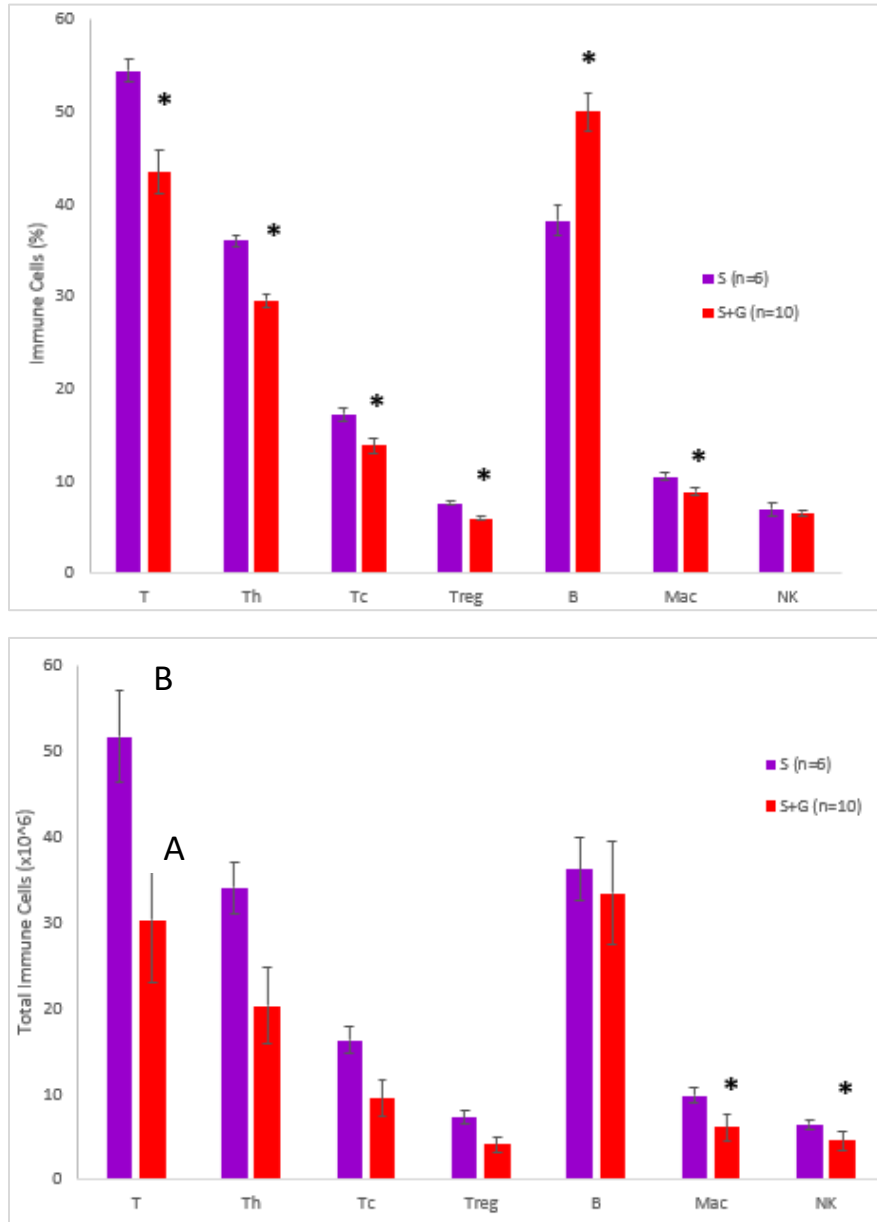 60
50
40
30
20
10
0
Immune Cells (%)
*
*
*
*
*
*
S (n=6)
S+G (n=10)
T Th Tc Treg B Mac NK
60
50
40
30
20
10
0
Total Immune Cells (x10^6)
B
A
*
*
S (n=6)
S+G (n=10)
T Th Tc Treg B Mac NK